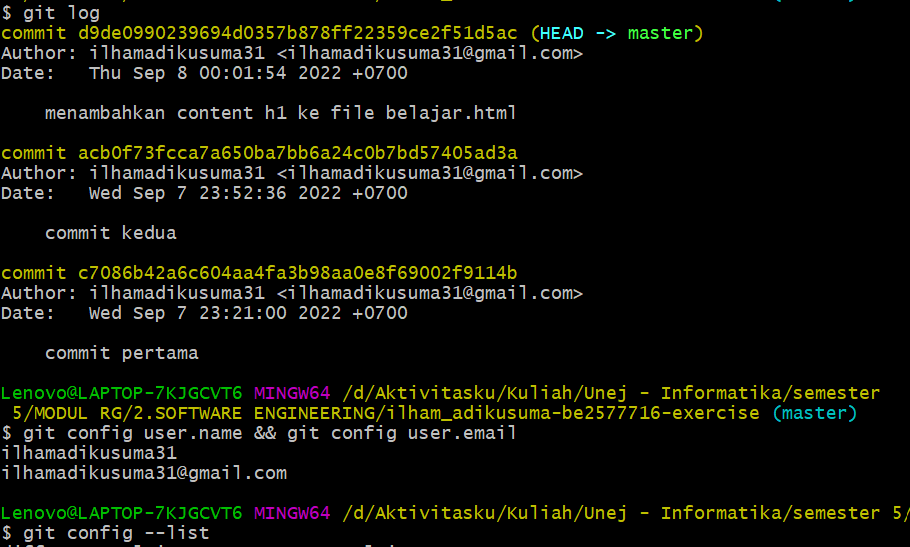 $ git log
commit d9de0990239694d0357b878ff22359ce2f51d5ac (HEAD -> master)
Author: ilhamadikusuma31 <ilhamadikusuma31@gmail.com>
Date:   Thu Sep 8 00:01:54 2022 +0700
menambahkan content h1 ke file belajar.html
commit acb0f73fcca7a650ba7bb6a24c0b7bd57405ad3a
Author: ilhamadikusuma31 <ilhamadikusuma31@gmail.com>
Date:   Wed Sep 7 23:52:36 2022 +0700
commit kedua
commit c7086b42a6c604aa4fa3b98aa0e8f69002f9114b
Author: ilhamadikusuma31 <ilhamadikusuma31@gmail.com>
Date:   Wed Sep 7 23:21:00 2022 +0700
commit pertama
Lenovo@LAPTOP-7KJGCVT6 MINGW64 /d/Aktivitasku/Kuliah/Unej - Informatika/semester
5/MODUL RG/2.SOFTWARE ENGINEERING/ilham_adikusuma-be2577716-exercise (master)
$ git config user.name && git config user.email
ilhamadikusuma31
ilhamadikusuma31@gmail.com
Lenovo@LAPTOP-7KJGCVT6 MINGW64 /d/Aktivitasku/Kuliah/Unej - Informatika/semester 5/
$ git config --list